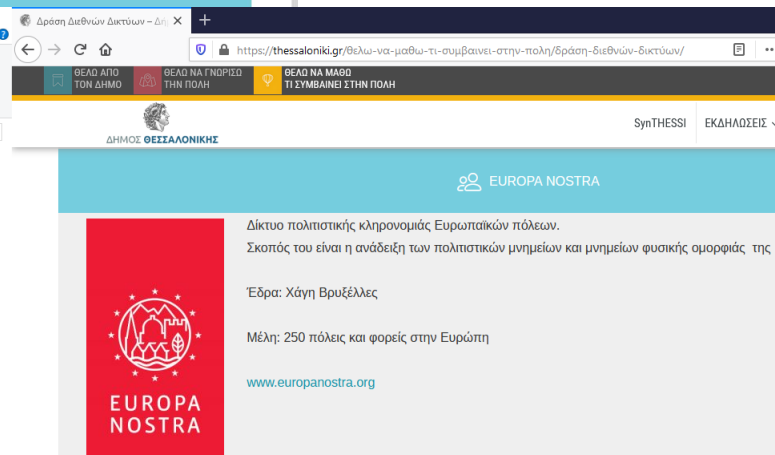 Δράση Διεθνών Δικτύων – Δη
https://thessaloniki.gr/θελω-να-μαθω-τι-συμβαινει-στην-πολη/δράση-διεθνών-δικτύων/
ΘΕΛΩ ΑΠΟ
ΤΟΝ ΔΗΜΟ
ΘΕΛΩ ΝΑ ΓΝΩΡΙΣΩ
ΤΗΝ ΠΟΛΗ
ΘΕΛΩ ΝΑ ΜΑΘΩ
ΤΙ ΣΥΜΒΑΙΝΕΙ ΣΤΗΝ ΠΟΛΗ
ΔΗΜΟΣ ΘΕΣΣΑΛΟΝΙΚΗΣ
SynTHESSI
ΕΚΔΗΛΩΣΕΙΣ
EUROPA NOSTRA
Δίκτυο πολιτιστικής κληρονομιάς Ευρωπαϊκών πόλεων.
Σκοπός του είναι η ανάδειξη των πολιτιστικών μνημείων και μνημείων φυσικής ομορφιάς της
Έδρα: Χάγη Βρυξέλλες
Μέλη: 250 πόλεις και φορείς στην Ευρώπη
www.europanostra.org
EUROPA
NOSTRA